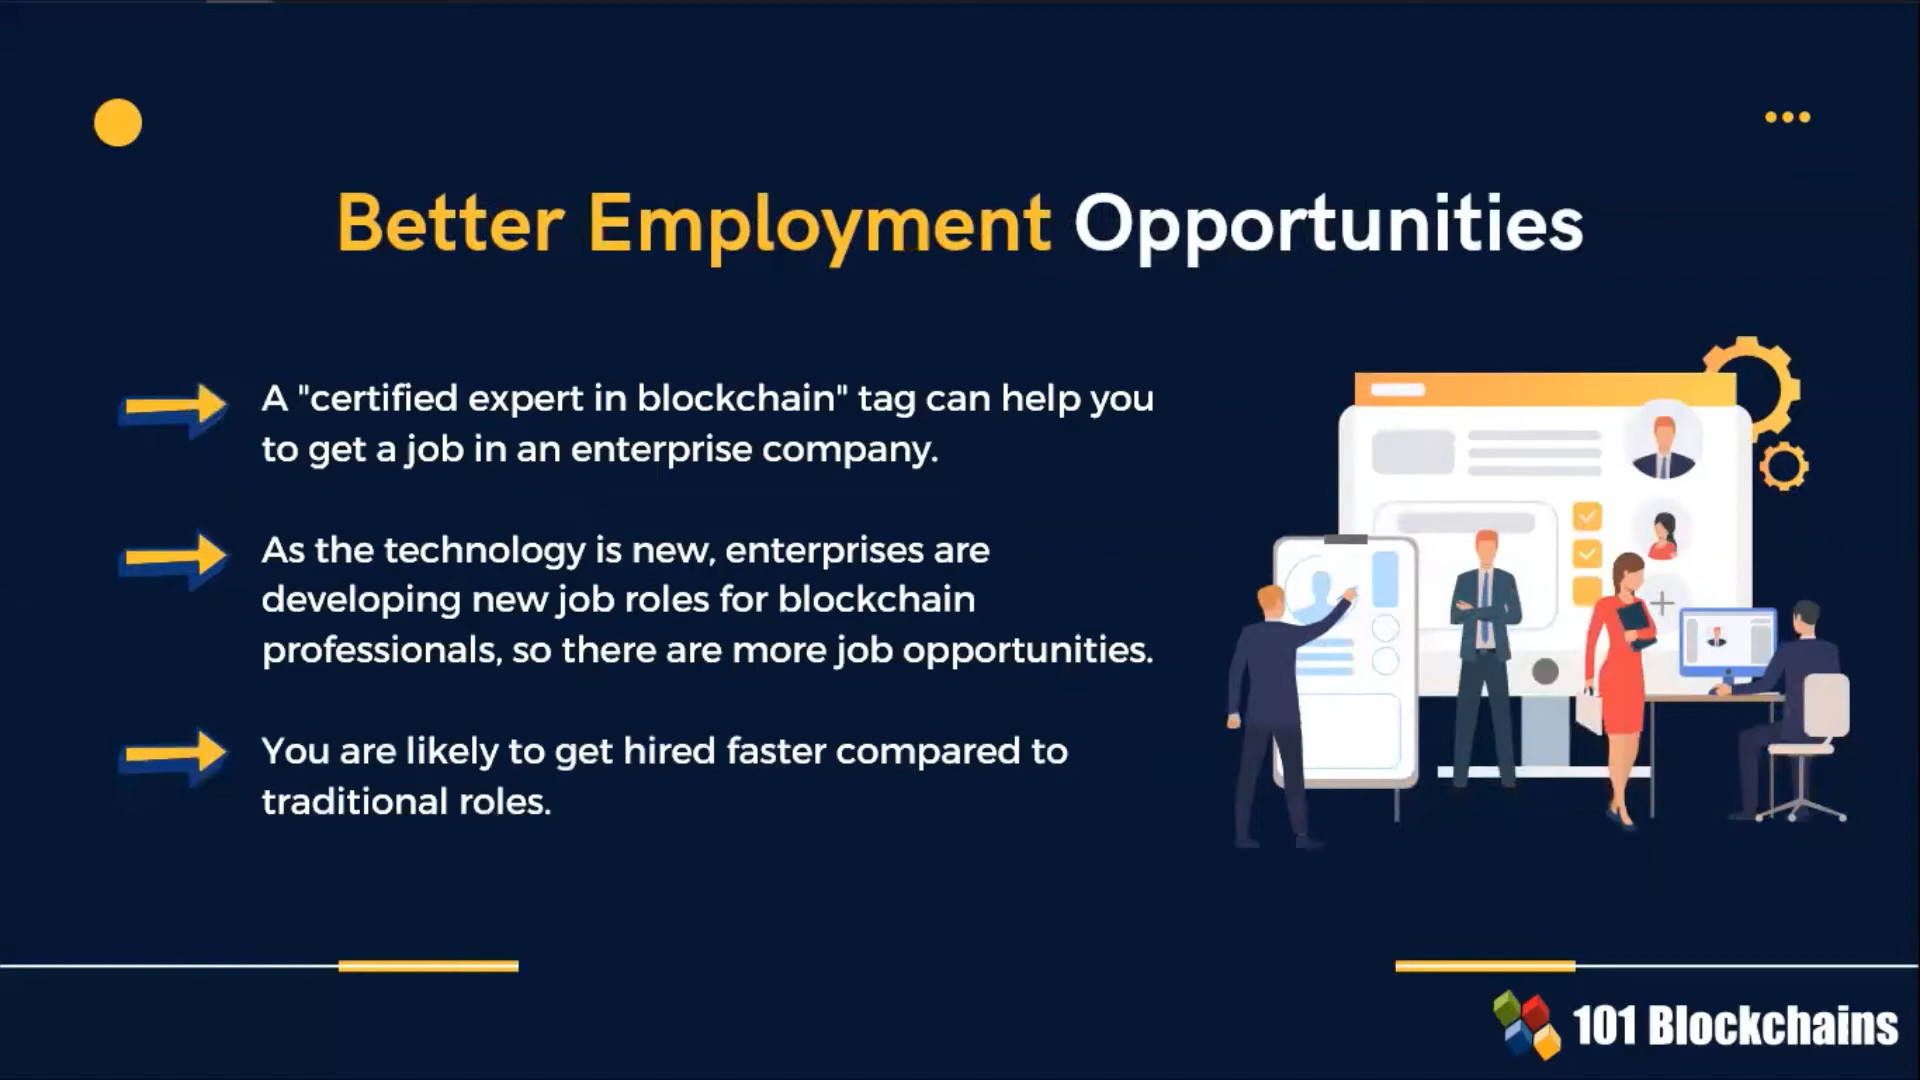 Better Employment Opportunities
A "certified expert in blockchain" tag can help you
to get a job in an enterprise company.
As the technology is new, enterprises are
developing new job roles for blockchain
professionals, so there are more job opportunities.
You are likely to get hired faster compared to
traditional roles.
101 Blockchains